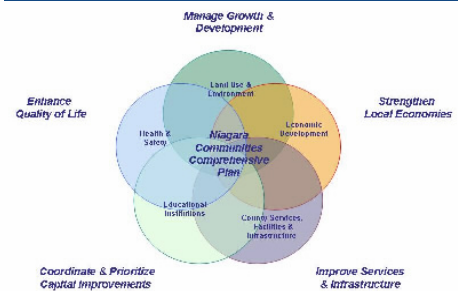 Manage Growth &
Development
Land Use &
Environment
Enhance
Quality of Life
Strengthen
Local Economies
Health &
Safety
Economic
Development
Niagara
Communities
Comprehensive
Plan
Educational
Institutions
County Services,
Facilities &
Infrastructure
Coordinate & Prioritize
Capital Improvements
Improve Services
& Infrastructure